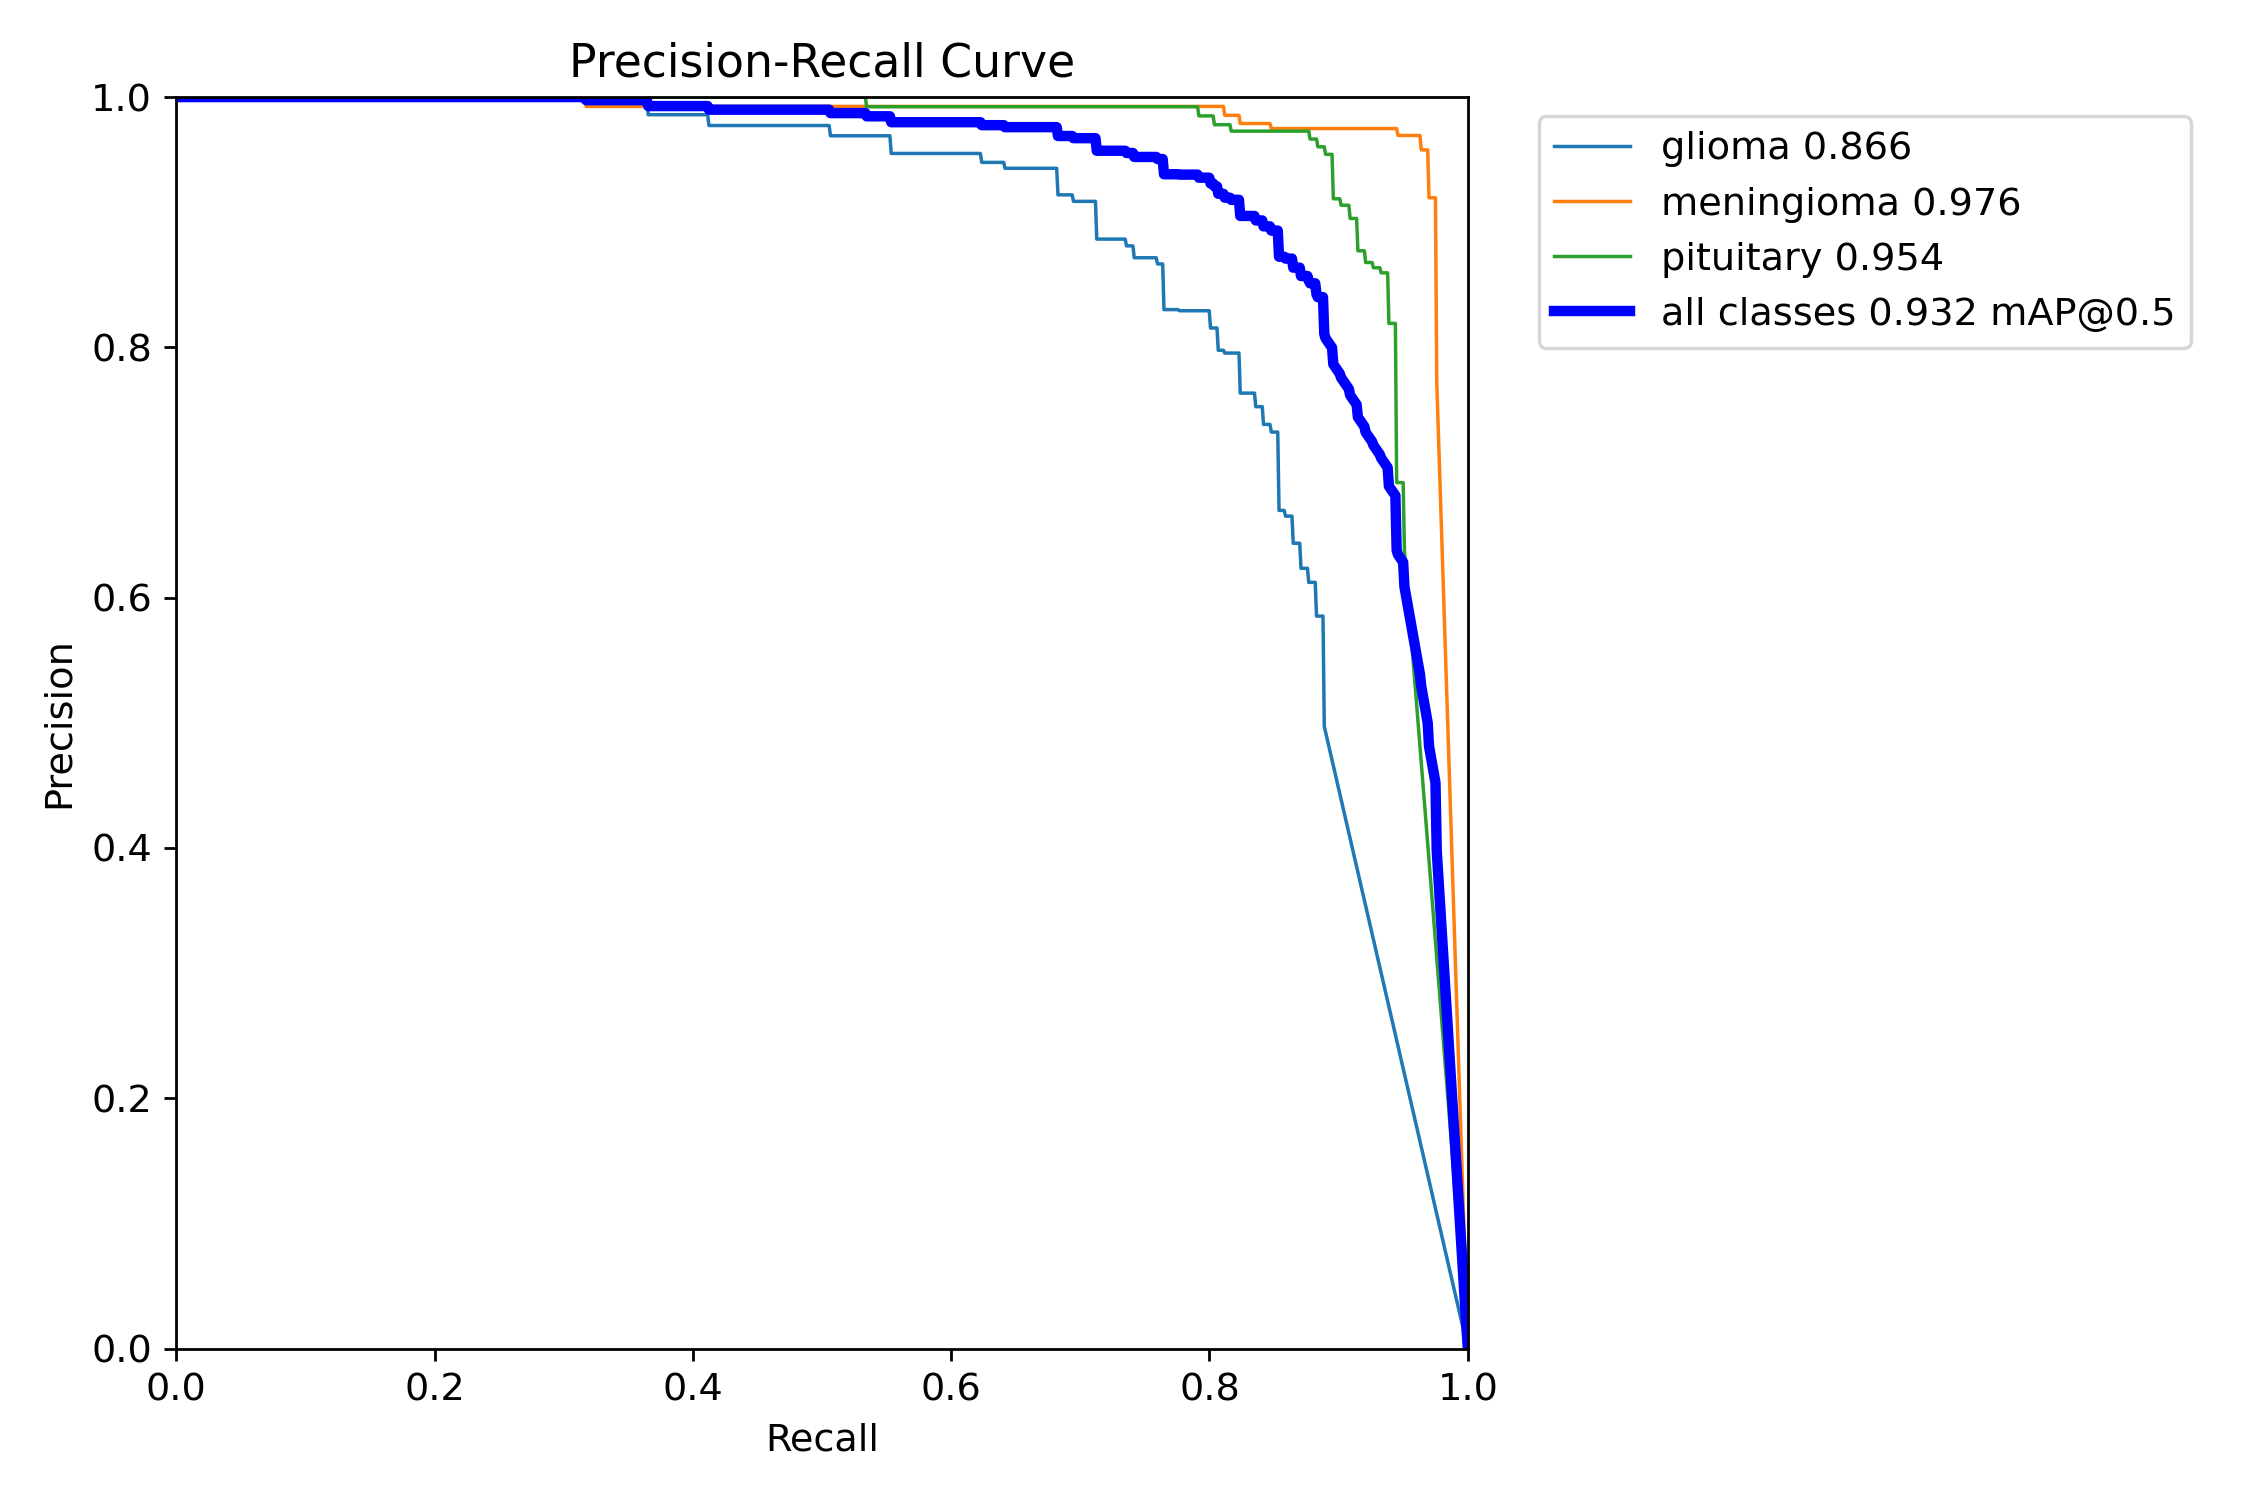 Precision-Recall Curve
1.0
0.8
0.6
0.4
0.2
0.0
Precision
0.0 0.2 0.4 0.6 0.8 1.0
Recall
glioma 0.866
meningioma 0.976
pituitary 0.954
all classes 0.932 mAP@0.5